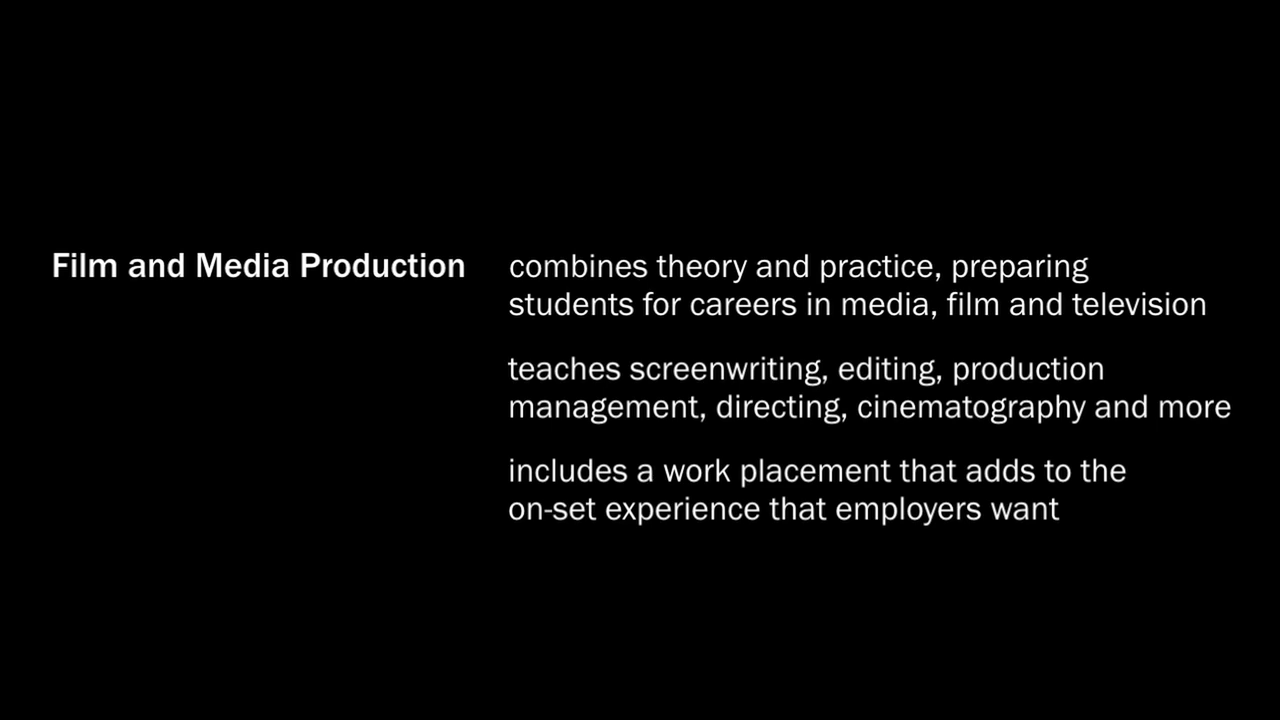 Film and Media Production
combines theory and practice, preparing
students for careers in media, film and television
teaches screenwriting, editing, production
management, directing, cinematography and more
includes a work placement that adds to the
on-set experience that employers want